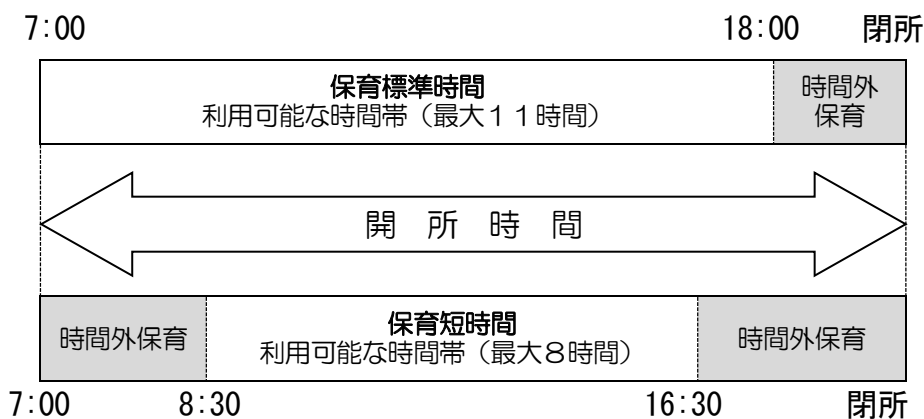 7:00 18:00 閉所
保育標準時間
利用可能な時間帯（最大１１時間）
時間外
保育
開 所 時 間
時間外保育
保育短時間
利用可能な時間帯（最大８時間）
時間外保育
7:00 8:30 16:30 閉所